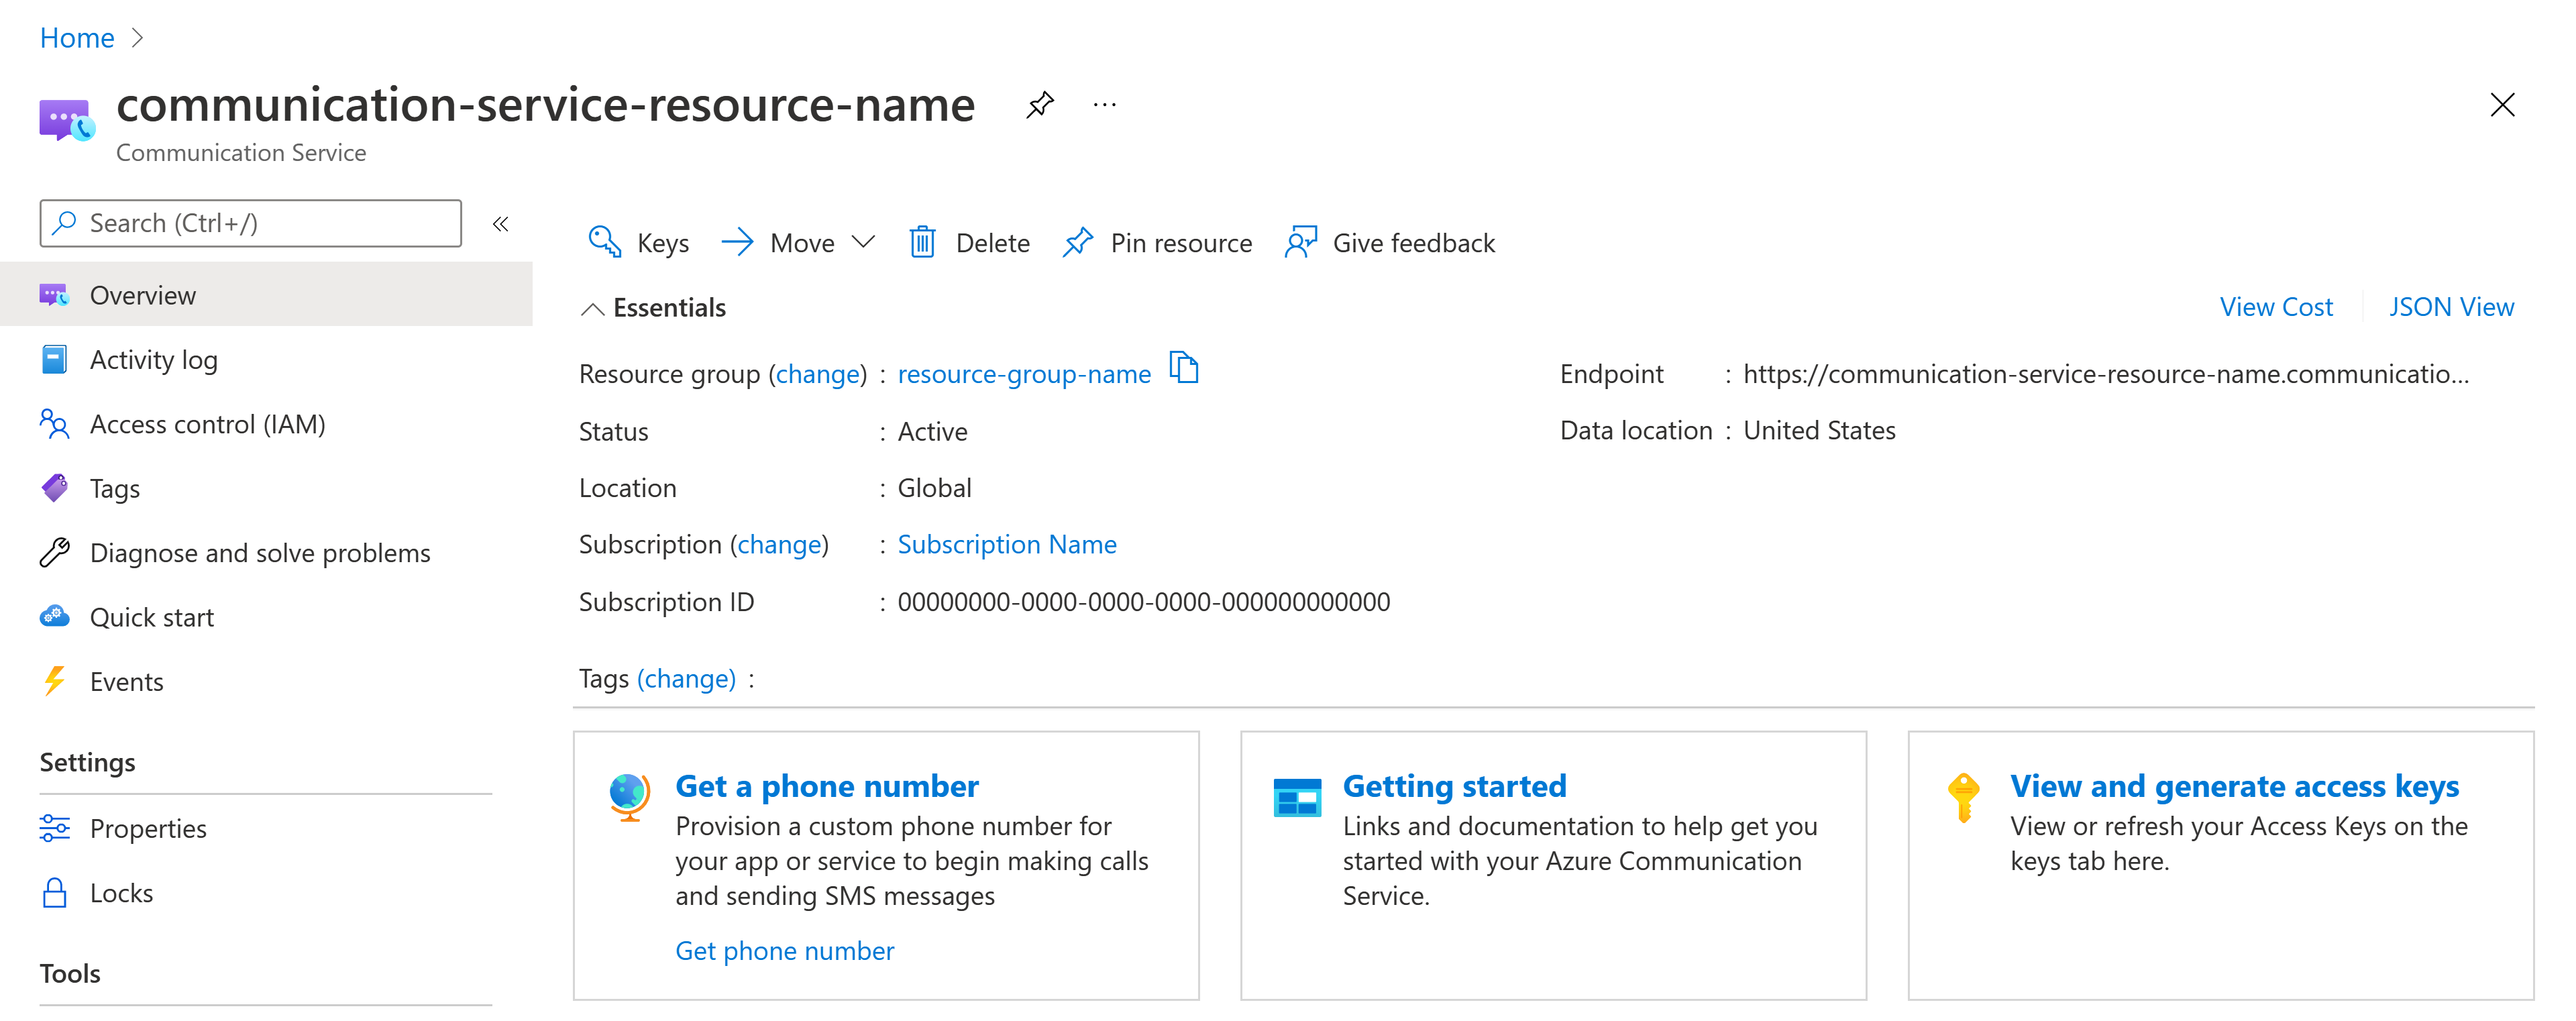 Home
communication-service-resource-name
...
Communication Service
Search (Ctrl+/)
Overview
Activity log
Access control (IAM)
Tags
Diagnose and solve problems
Quick start
Events
Settings
Properties
Locks
Tools
Keys
Move
Delete
Pin resource
Give feedback
Essentials
View Cost
JSON View
Resource group (change) : resource-group-name
Status : Active
Location : Global
Subscription (change) : Subscription Name
Subscription ID : 00000000-0000-0000-0000-000000000000
Endpoint : https://communication-service-resource-name.communicatio...
Data location : United States
Tags (change) :
Get a phone number
Provision a custom phone number for
your app or service to begin making calls
and sending SMS messages
Get phone number
Getting started
Links and documentation to help get you
started with your Azure Communication
Service.
View and generate access keys
View or refresh your Access Keys on the
keys tab here.